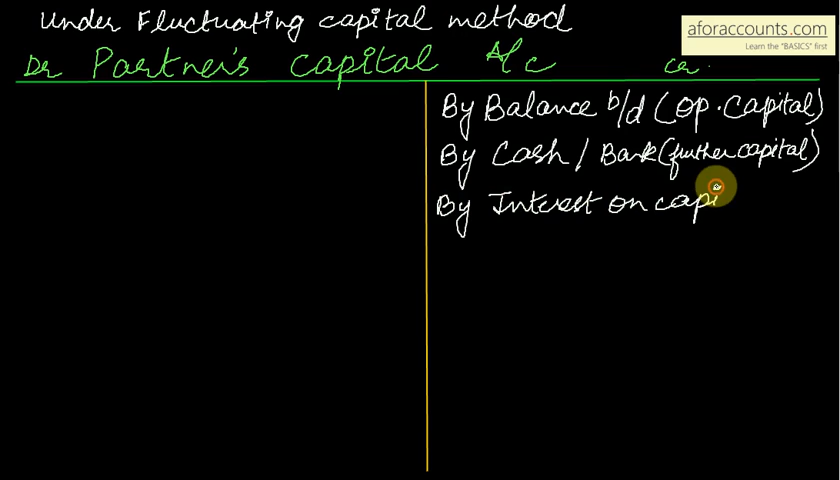 Under Fluctuating capital method
aforaccounts.com
Learn the "BASICS" first
Dr Partner's capital A/c cr.
By Balance b/d (op. capital)
By Cash / Bank (further capital)
By Interest on capi